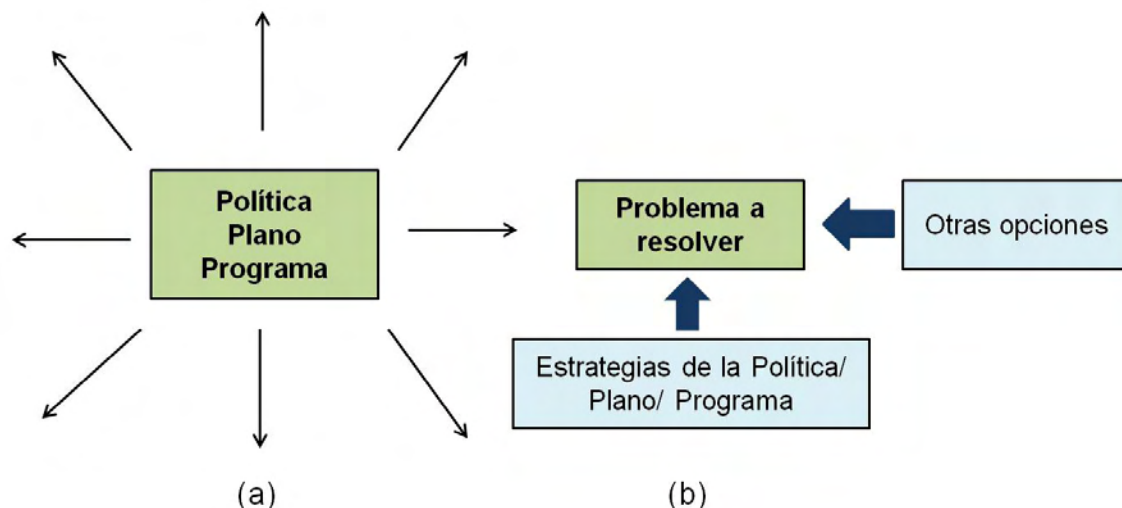 Política
Plano
Programa
Problema a
resolver
Otras opciones
Estrategias de la Política/
Plano/ Programa
(a)
(b)